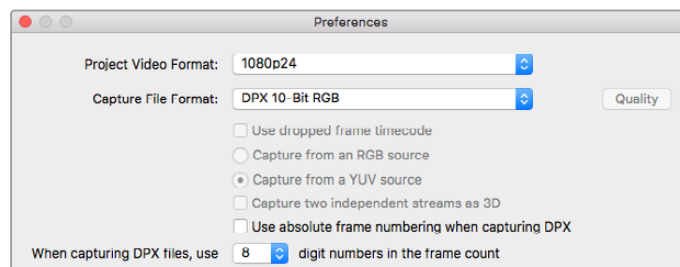 Preferences
Project Video Format: 1080p24
Capture File Format: DPX 10-Bit RGB Quality
Use dropped frame timecode
Capture from an RGB source
Capture from a YUV source
Capture two independent streams as 3D
Use absolute frame numbering when capturing DPX
When capturing DPX files, use 8 digit numbers in the frame count